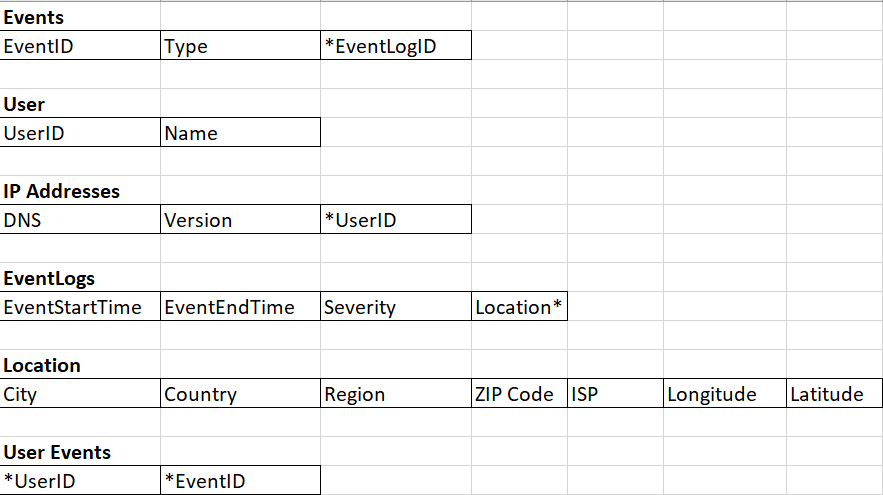 Events
EventID Type *EventLogID
User
UserID Name
IP Addresses
DNS Version *UserID
EventLogs
EventStartTime EventEndTime Severity Location*
Location
City Country Region ZIP Code ISP Longitude Latitude
User Events
*UserID *EventID